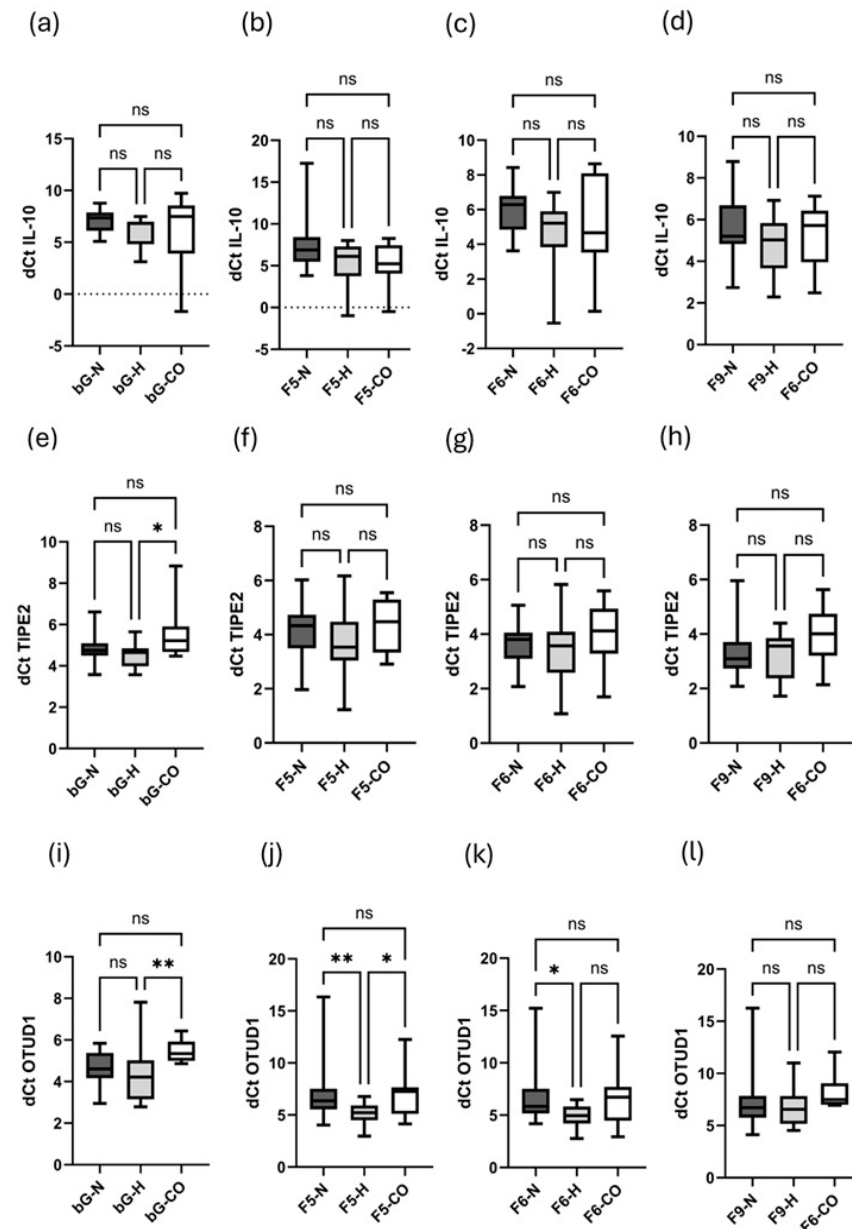 (a)
ns
ns
ns
dCt IL-10
15
10
5
0
-5
bG-N
bG-H
bG-CO
(b)
ns
ns
ns
dCt IL-10
20
15
10
5
0
-5
F5-N
F5-H
F5-CO
(c)
ns
ns
ns
dCt IL-10
10
8
6
4
2
0
-2
F6-N
F6-H
F6-CO
(d)
ns
ns
ns
dCt IL-10
10
8
6
4
2
0
F9-N
F9-H
F6-CO
(e)
ns
ns
*
dCt TIPE2
10
8
6
4
2
0
bG-N
bG-H
bG-CO
(f)
ns
ns
ns
dCt TIPE2
8
6
4
2
0
F5-N
F5-H
F5-CO
(g)
ns
ns
ns
dCt TIPE2
8
6
4
2
0
F6-N
F6-H
F6-CO
(h)
ns
ns
ns
dCt TIPE2
8
6
4
2
0
F9-N
F9-H
F6-CO
(i)
ns
ns
**
dCt OTUD1
10
8
6
4
2
0
bG-N
bG-H
bG-CO
(j)
ns
**
*
dCt OTUD1
20
15
10
5
0
F5-N
F5-H
F5-CO
(k)
ns
*
ns
dCt OTUD1
20
15
10
5
0
F6-N
F6-H
F6-CO
(l)
ns
ns
ns
dCt OTUD1
20
15
10
5
0
F9-N
F9-H
F6-CO